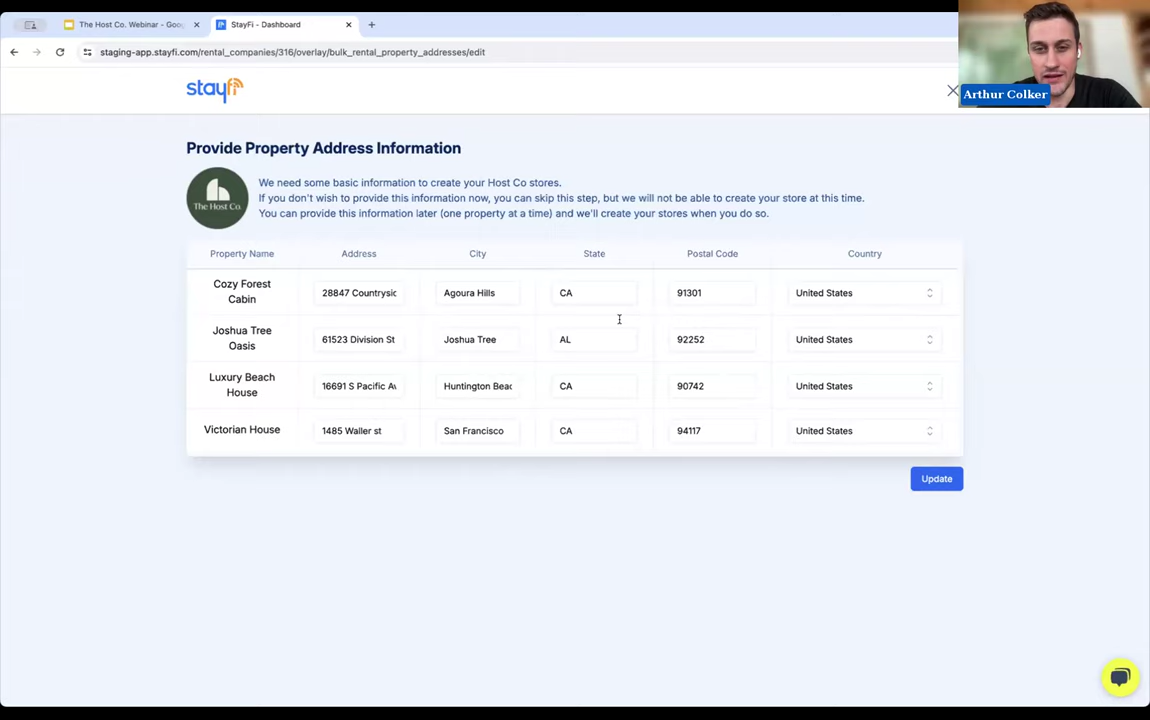 The Host Co. Webinar - Goog
StayFi - Dashboard
staging-app.stayfi.com/rental_companies/316/overlay/bulk_rental_property_addresses/edit
Arthur Colker
stayfi
Provide Property Address Information
The Host Co.
We need some basic information to create your Host Co stores.
If you don't wish to provide this information now, you can skip this step, but we will not be able to create your store at this time.
You can provide this information later (one property at a time) and we'll create your stores when you do so.
Property Name Address City State Postal Code Country
Cozy Forest Cabin 28847 Countrysic Agoura Hills CA 91301 United States
Joshua Tree Oasis 61523 Division St Joshua Tree AL 92252 United States
Luxury Beach House 16691 S Pacific Av Huntington Beac CA 90742 United States
Victorian House 1485 Waller st San Francisco CA 94117 United States
Update